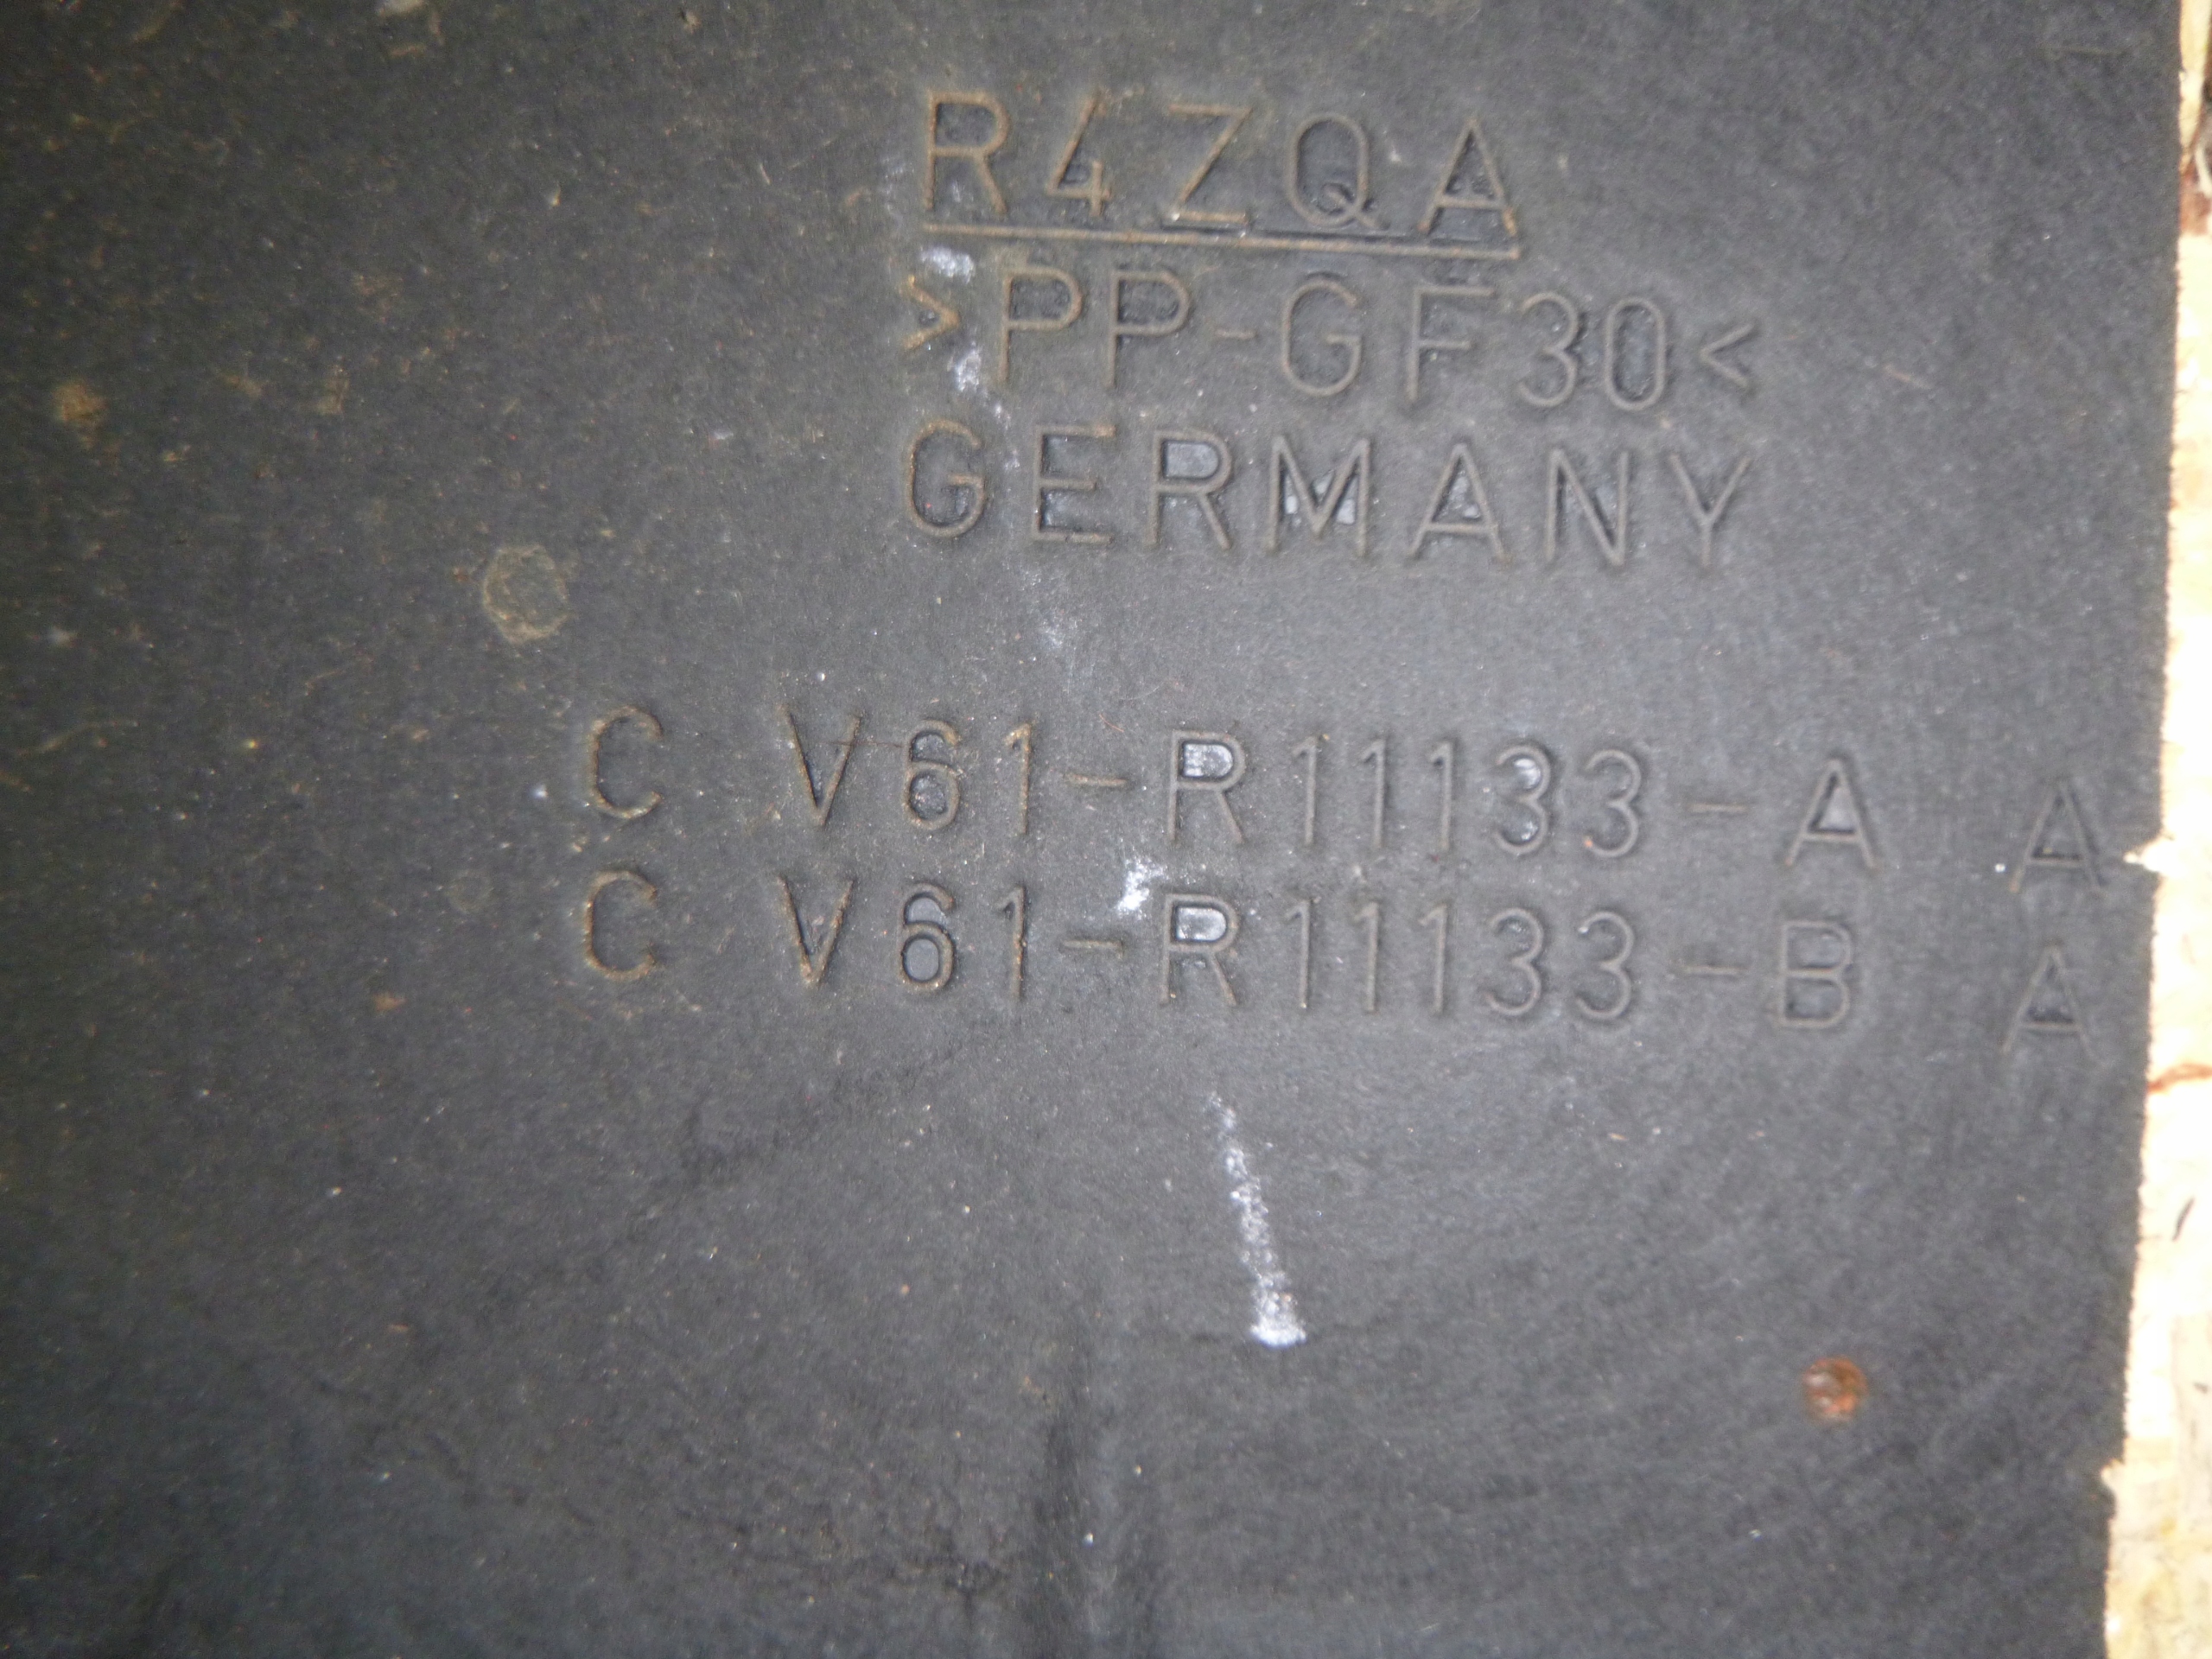 R4ZQA
>PP-GF30<
GERMANY
C V61-R11133-A A
C V61-R11133-B A